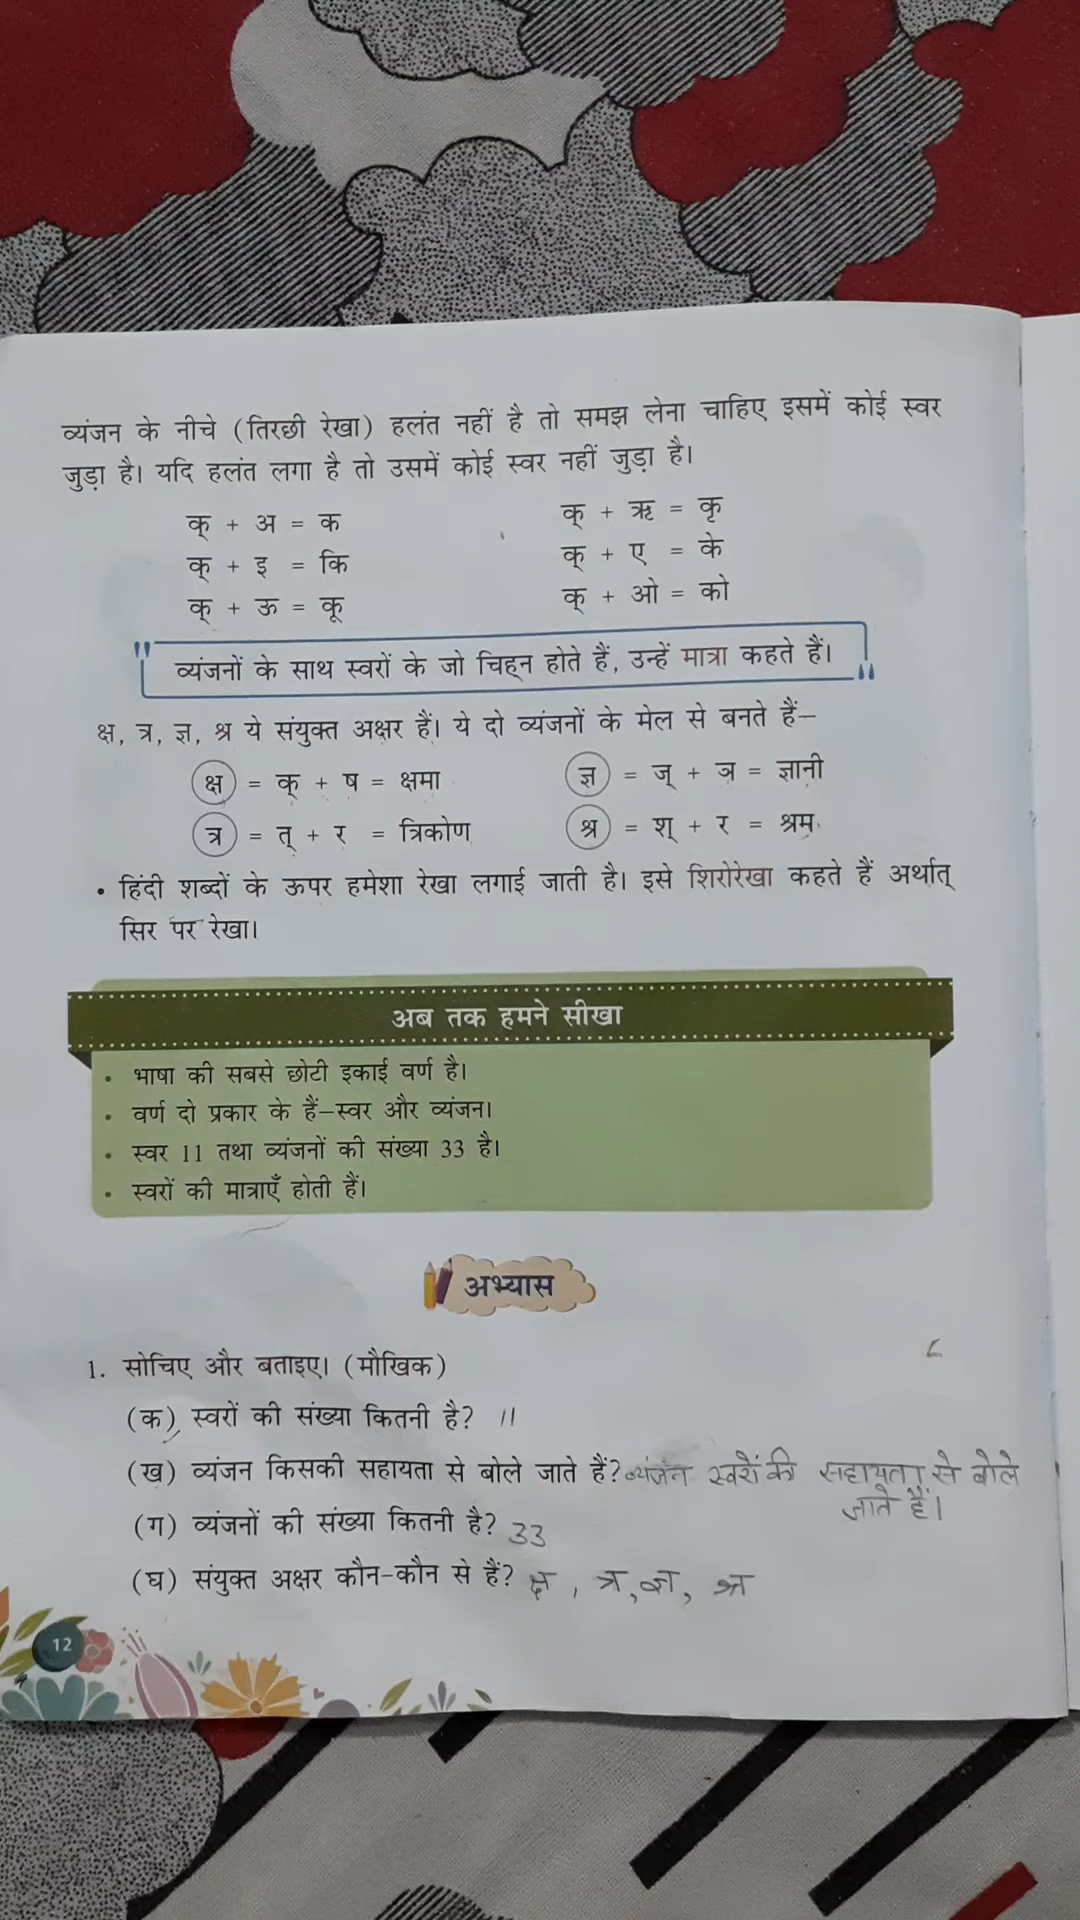 व्यंजन के नीचे (तिरछी रेखा) हलंत नहीं है तो समझ लेना चाहिए इसमें कोई स्वर
जुड़ा है। यदि हलंत लगा है तो उसमें कोई स्वर नहीं जुड़ा है।
क् + अ = क क् + ऋ = कृ
क् + इ = कि क् + ए = के
क् + ऊ = कू क् + ओ = को
व्यंजनों के साथ स्वरों के जो चिह्न होते हैं, उन्हें मात्रा कहते हैं।
क्ष, त्र, ज्ञ, श्र ये संयुक्त अक्षर हैं। ये दो व्यंजनों के मेल से बनते हैं–
क्ष = क् + ष = क्षमा ज्ञ = ज् + ञ = ज्ञानी
त्र = त् + र = त्रिकोण श्र = श् + र = श्रम
• हिंदी शब्दों के ऊपर हमेशा रेखा लगाई जाती है। इसे शिरोरेखा कहते हैं अर्थात्
सिर पर रेखा।
अब तक हमने सीखा
• भाषा की सबसे छोटी इकाई वर्ण है।
• वर्ण दो प्रकार के हैं–स्वर और व्यंजन।
• स्वर 11 तथा व्यंजनों की संख्या 33 है।
• स्वरों की मात्राएँ होती हैं।
अभ्यास
1. सोचिए और बताइए। (मौखिक)
(क) स्वरों की संख्या कितनी है? 11
(ख) व्यंजन किसकी सहायता से बोले जाते हैं? व्यंजन स्वरों की सहायता से बोले
जाते हैं।
(ग) व्यंजनों की संख्या कितनी है? 33
(घ) संयुक्त अक्षर कौन-कौन से हैं? क्ष, त्र, ज्ञ, श्र
12